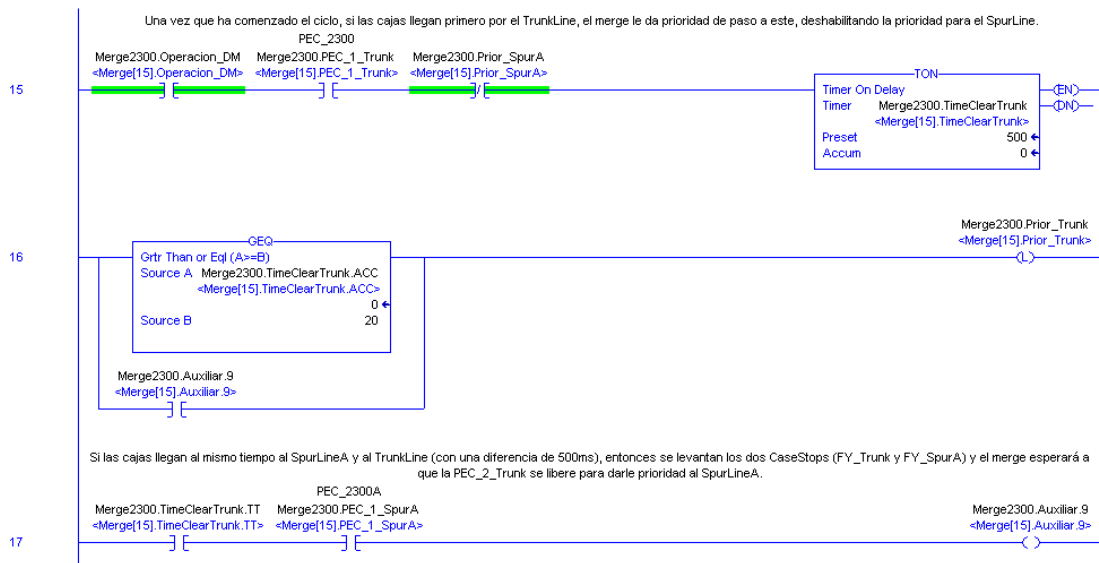 Una vez que ha comenzado el ciclo, si las cajas llegan primero por el TrunkLine, el merge le da prioridad de paso a este, deshabilitando la prioridad para el SpurLine.
PEC_2300
Merge2300.Operacion_DM Merge2300.PEC_1_Trunk Merge2300.Prior_SpurA
<Merge[15].Operacion_DM> <Merge[15].PEC_1_Trunk> <Merge[15].Prior_SpurA>
15
TON
Timer On Delay
Timer Merge2300.TimeClearTrunk
<Merge[15].TimeClearTrunk>
Preset 500
Accum 0
EN
DN
Merge2300.Prior_Trunk
<Merge[15].Prior_Trunk>
16
L
GEQ
Grtr Than or Eql (A>=B)
Source A Merge2300.TimeClearTrunk.ACC
<Merge[15].TimeClearTrunk.ACC>
0
Source B 20
Merge2300.Auxiliar.9
<Merge[15].Auxiliar.9>
Si las cajas llegan al mismo tiempo al SpurLineA y al TrunkLine (con una diferencia de 500ms), entonces se levantan los dos CaseStops (FY_Trunk y FY_SpurA) y el merge esperará a
que la PEC_2_Trunk se libere para darle prioridad al SpurLineA.
PEC_2300A
Merge2300.TimeClearTrunk.TT Merge2300.PEC_1_SpurA Merge2300.Auxiliar.9
<Merge[15].TimeClearTrunk.TT> <Merge[15].PEC_1_SpurA> <Merge[15].Auxiliar.9>
17